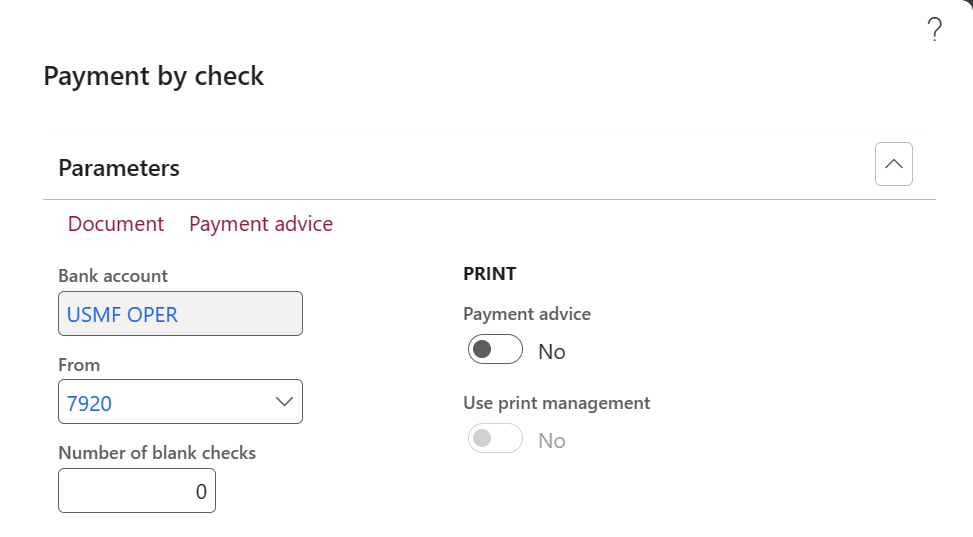 ?
Payment by check
Parameters
Document Payment advice
Bank account
USMF OPER
From
7920
Number of blank checks
0
PRINT
Payment advice
No
Use print management
No